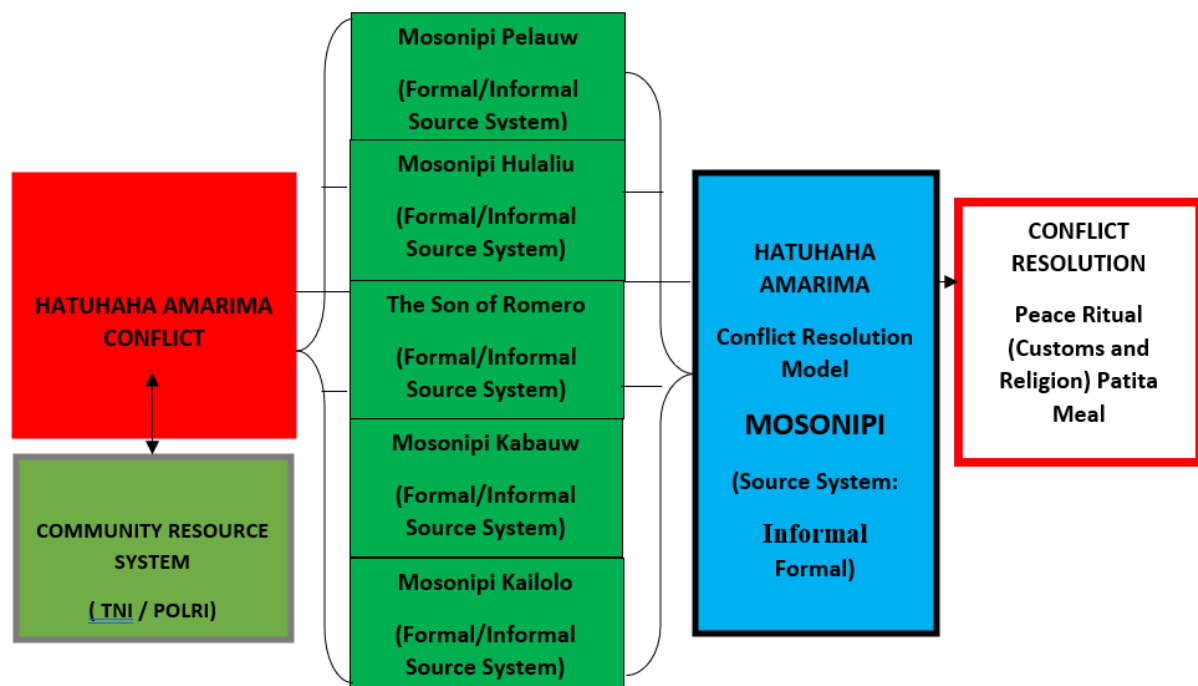 HATUHAHA AMARIMA
CONFLICT
COMMUNITY RESOURCE
SYSTEM
( TNI / POLRI)
Mosonipi Pelauw
(Formal/Informal
Source System)
Mosonipi Hulaliu
(Formal/Informal
Source System)
The Son of Romero
(Formal/Informal
Source System)
Mosonipi Kabauw
(Formal/Informal
Source System)
Mosonipi Kailolo
(Formal/Informal
Source System)
HATUHAHA
AMARIMA
Conflict Resolution
Model
MOSONIPI
(Source System:
Informal
Formal)
CONFLICT
RESOLUTION
Peace Ritual
(Customs and
Religion) Patita
Meal